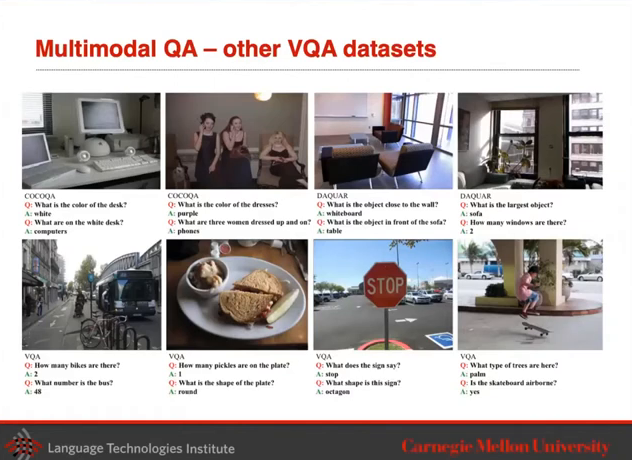 Multimodal QA – other VQA datasets
COCOQA
Q: What is the color of the desk?
A: white
Q: What are on the white desk?
A: computers
COCOQA
Q: What is the color of the dresses?
A: purple
Q: What are three women dressed up and on?
A: phones
DAQUAR
Q: What is the object close to the wall?
A: whiteboard
Q: What is the object in front of the sofa?
A: table
DAQUAR
Q: What is the largest object?
A: sofa
Q: How many windows are there?
A: 2
STOP
VQA
Q: How many bikes are there?
A: 2
Q: What number is the bus?
A: 48
VQA
Q: How many pickles are on the plate?
A: 1
Q: What is the shape of the plate?
A: round
VQA
Q: What does the sign say?
A: stop
Q: What shape is this sign?
A: octagon
VQA
Q: What type of trees are here?
A: palm
Q: Is the skateboard airborne?
A: yes
Language Technologies Institute
Carnegie Mellon University